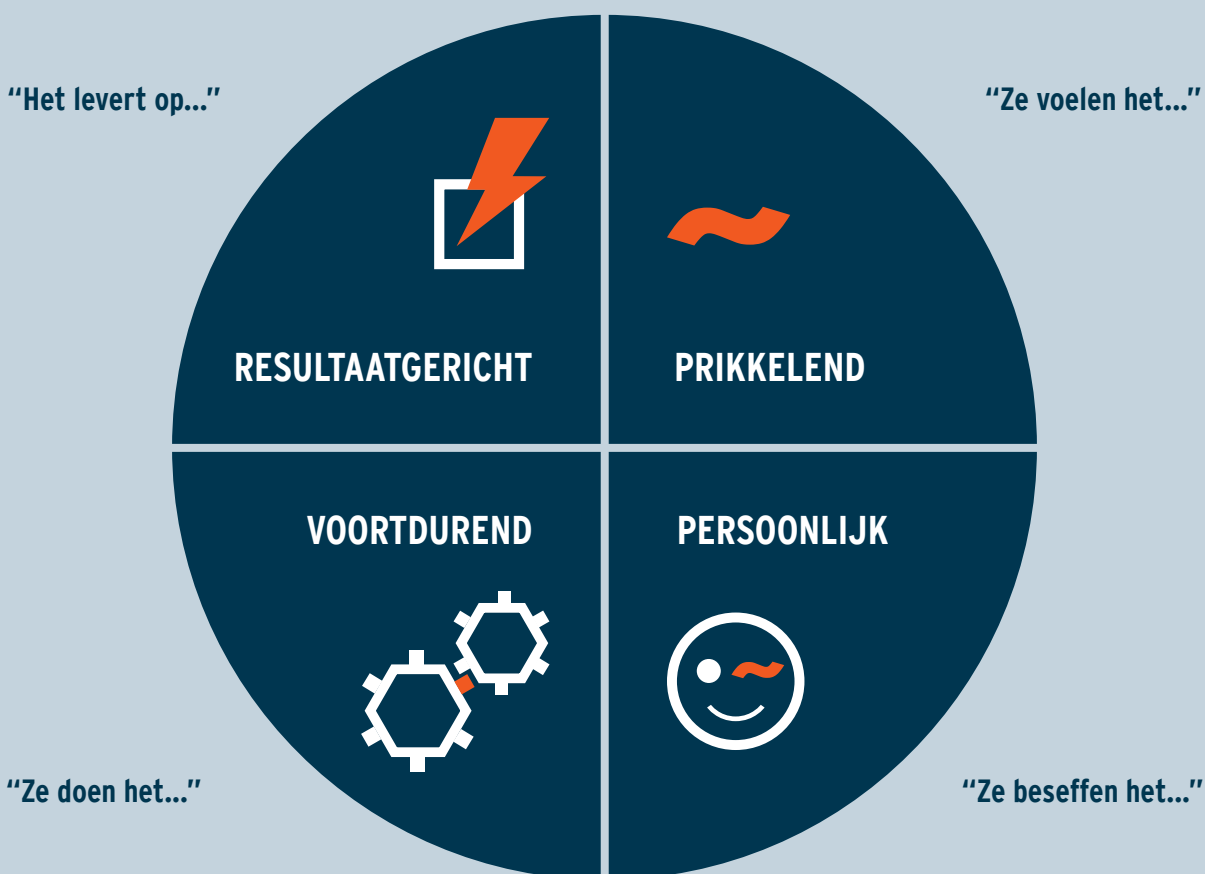 “Het levert op...”
“Ze voelen het...”
RESULTAATGERICHT
PRIKKELEND
VOORTDUREND
PERSOONLIJK
“Ze doen het...”
“Ze beseffen het...”